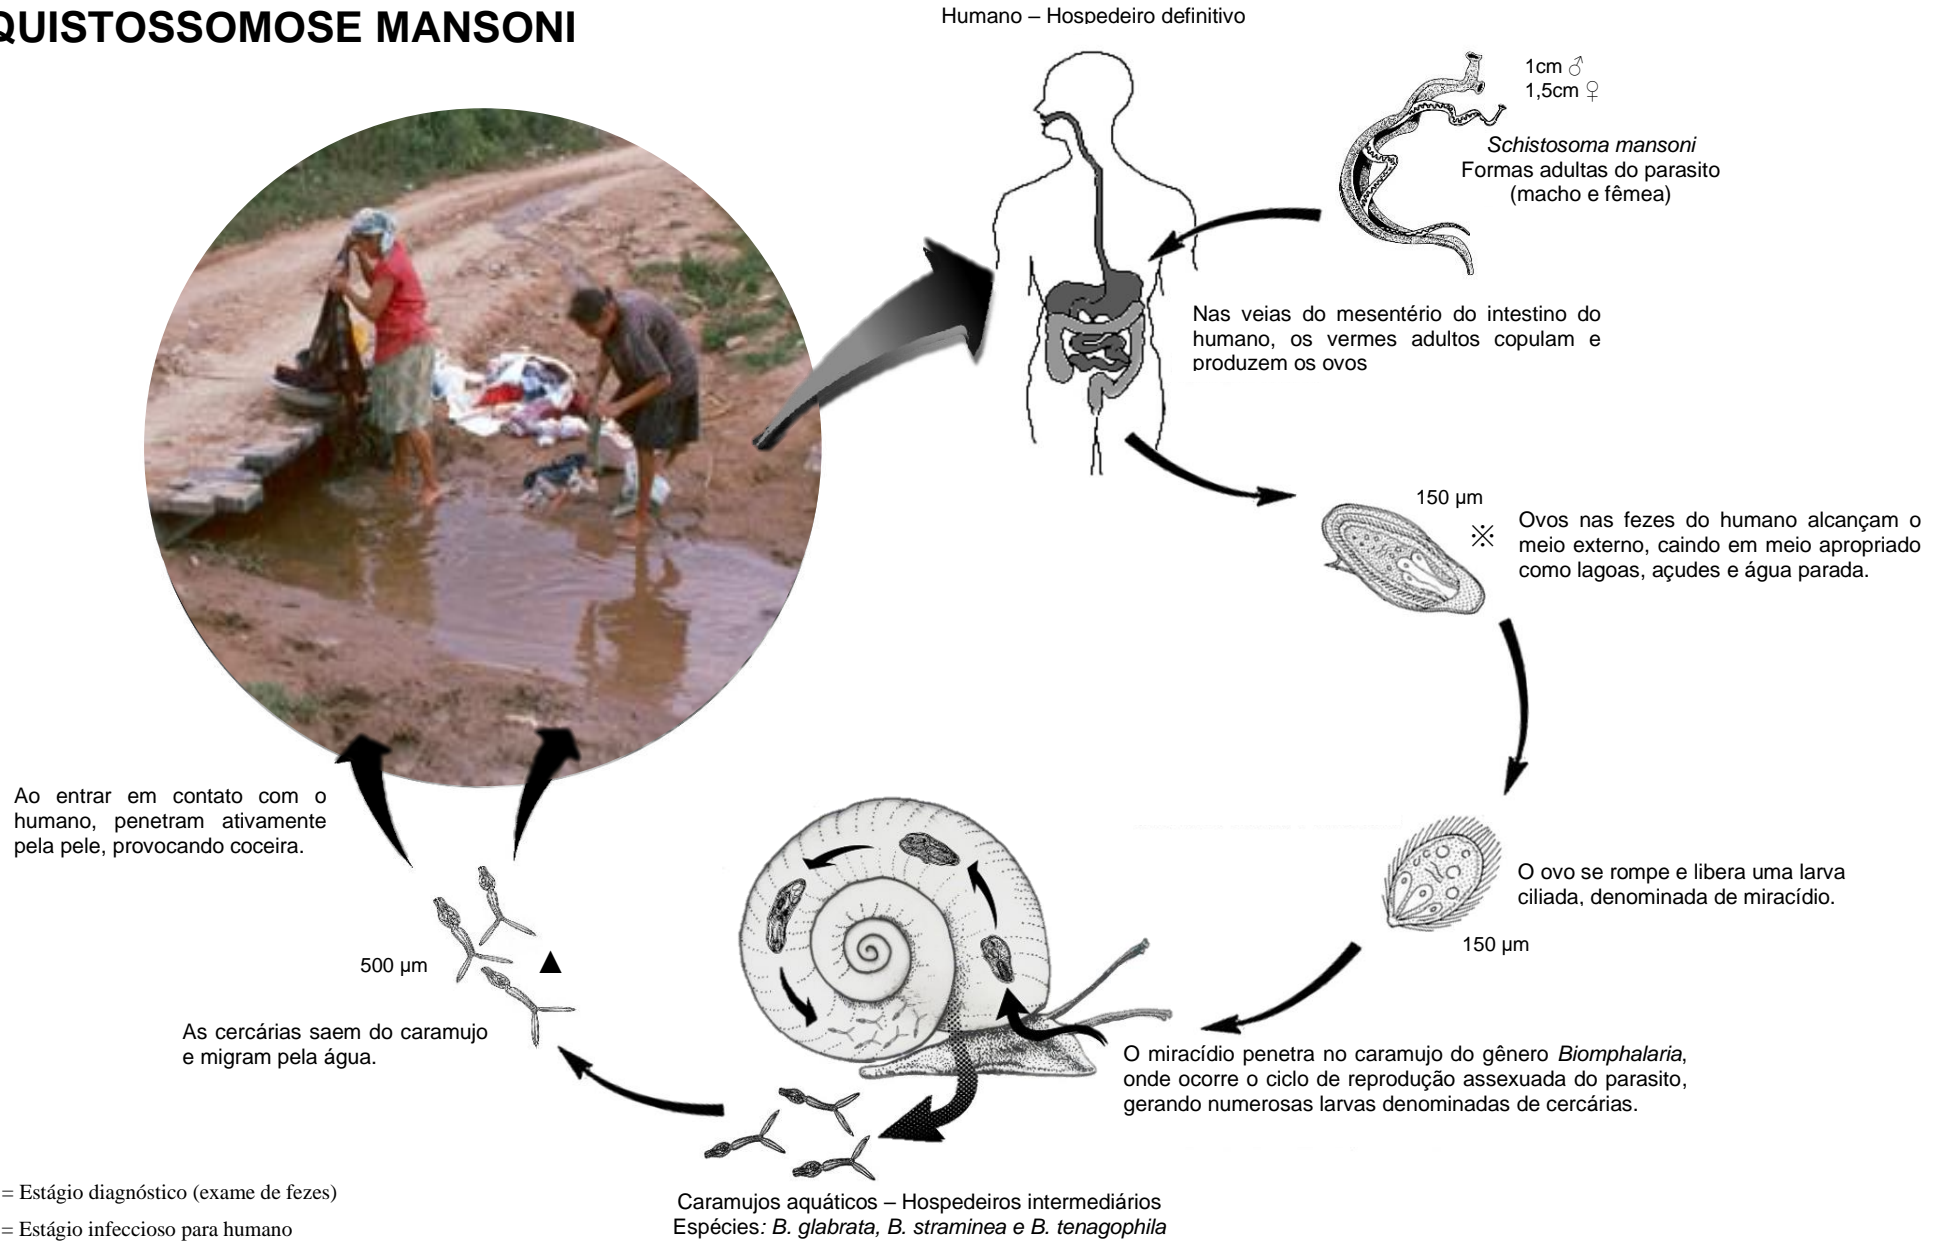 QUISTOSSOMOSE MANSONI
Humano – Hospedeiro definitivo
1cm ♂
1,5cm ♀
Schistosoma mansoni
Formas adultas do parasito
(macho e fêmea)
Nas veias do mesentério do intestino do
humano, os vermes adultos copulam e
produzem os ovos
150 µm
※
Ovos nas fezes do humano alcançam o
meio externo, caindo em meio apropriado
como lagoas, açudes e água parada.
O ovo se rompe e libera uma larva
ciliada, denominada de miracídio.
150 µm
O miracídio penetra no caramujo do gênero Biomphalaria,
onde ocorre o ciclo de reprodução assexuada do parasito,
gerando numerosas larvas denominadas de cercárias.
Caramujos aquáticos – Hospedeiros intermediários
Espécies: B. glabrata, B. straminea e B. tenagophila
As cercárias saem do caramujo
e migram pela água.
500 µm
▲
Ao entrar em contato com o
humano, penetram ativamente
pela pele, provocando coceira.
= Estágio diagnóstico (exame de fezes)
= Estágio infeccioso para humano